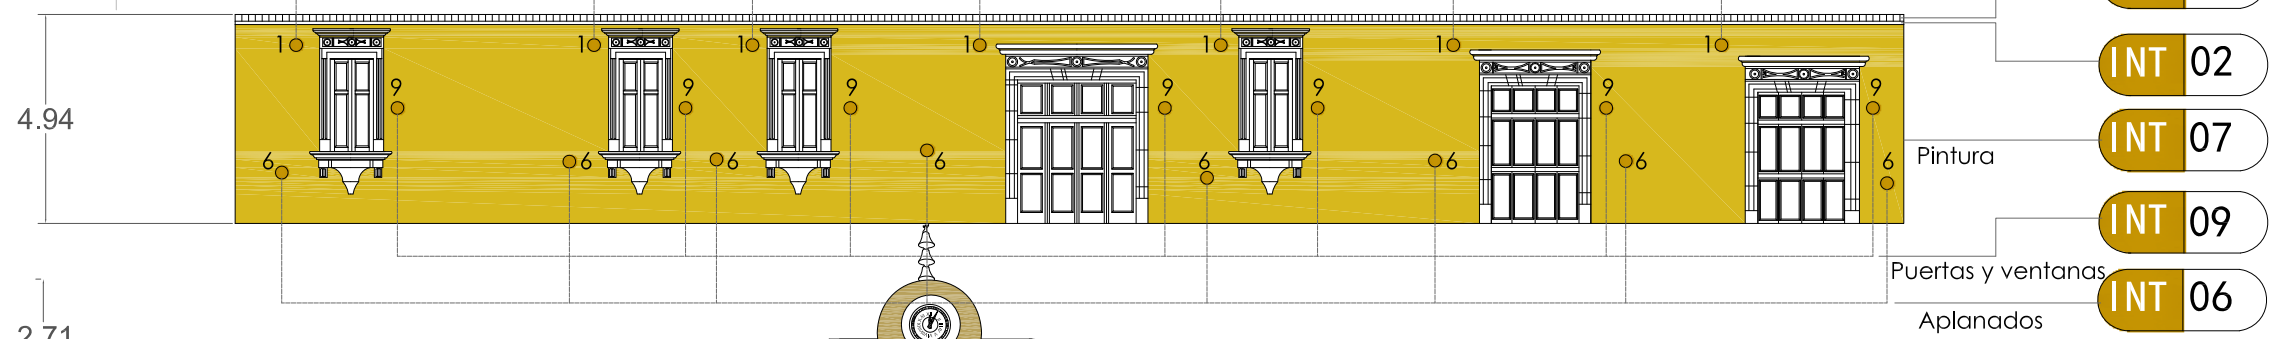 1 1 1 1 1 1 1
INT 02
9 9 9 9 9 9 9
4.94
INT 07
Pintura
6 6 6 6 6 6 6 6
INT 09
Puertas y ventanas
INT 06
Aplanados